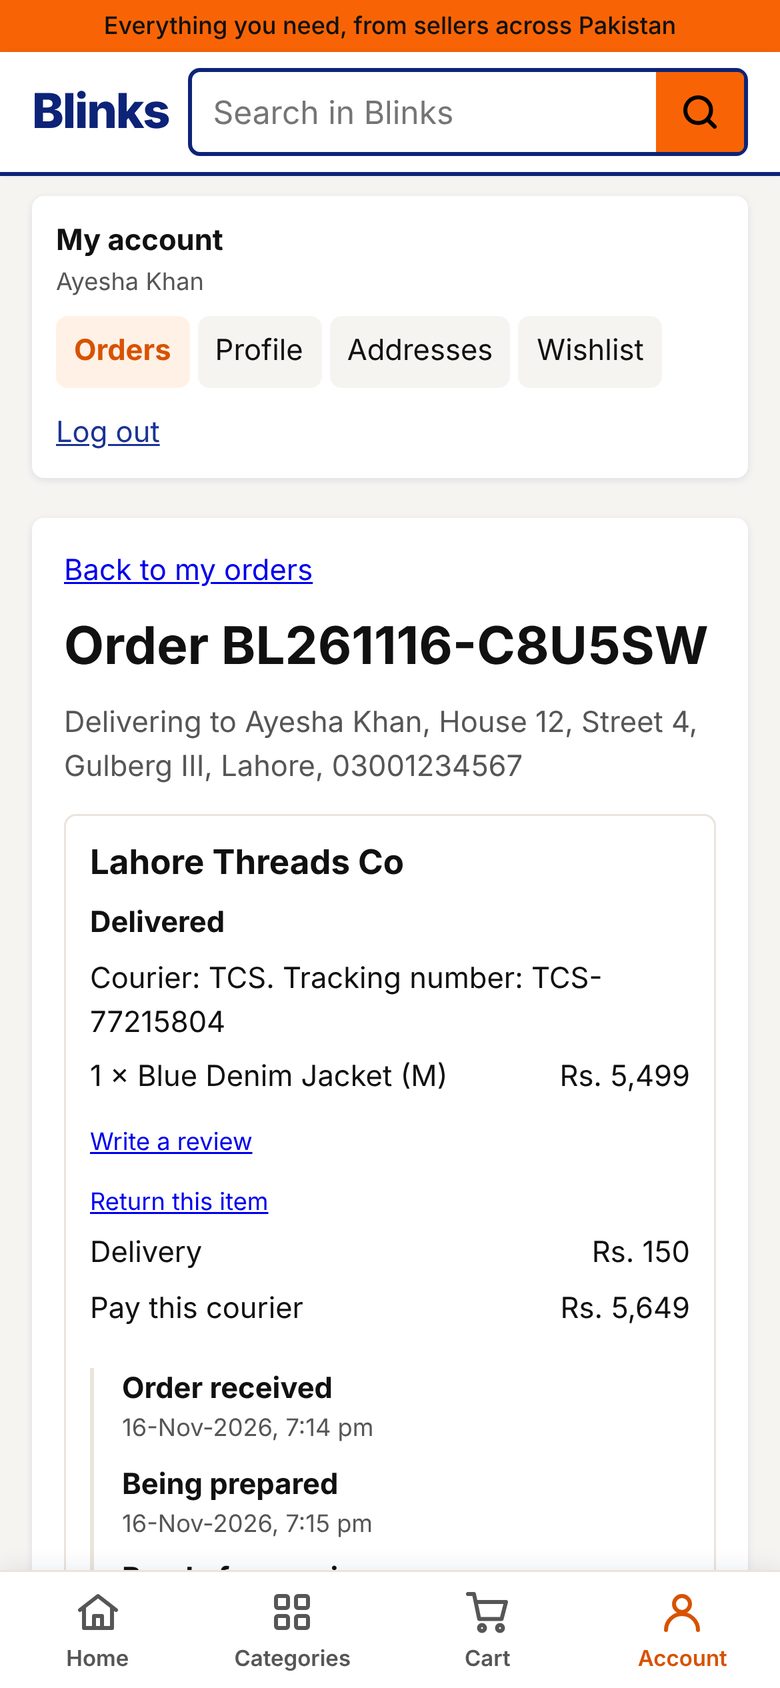 Everything you need, from sellers across Pakistan
Blinks
Search in Blinks
My account
Ayesha Khan
Orders
Profile
Addresses
Wishlist
Log out
Back to my orders
Order BL261116-C8U5SW
Delivering to Ayesha Khan, House 12, Street 4,
Gulberg III, Lahore, 03001234567
Lahore Threads Co
Delivered
Courier: TCS. Tracking number: TCS-
77215804
1 × Blue Denim Jacket (M) Rs. 5,499
Write a review
Return this item
Delivery Rs. 150
Pay this courier Rs. 5,649
Order received
16-Nov-2026, 7:14 pm
Being prepared
16-Nov-2026, 7:15 pm
Home
Categories
Cart
Account